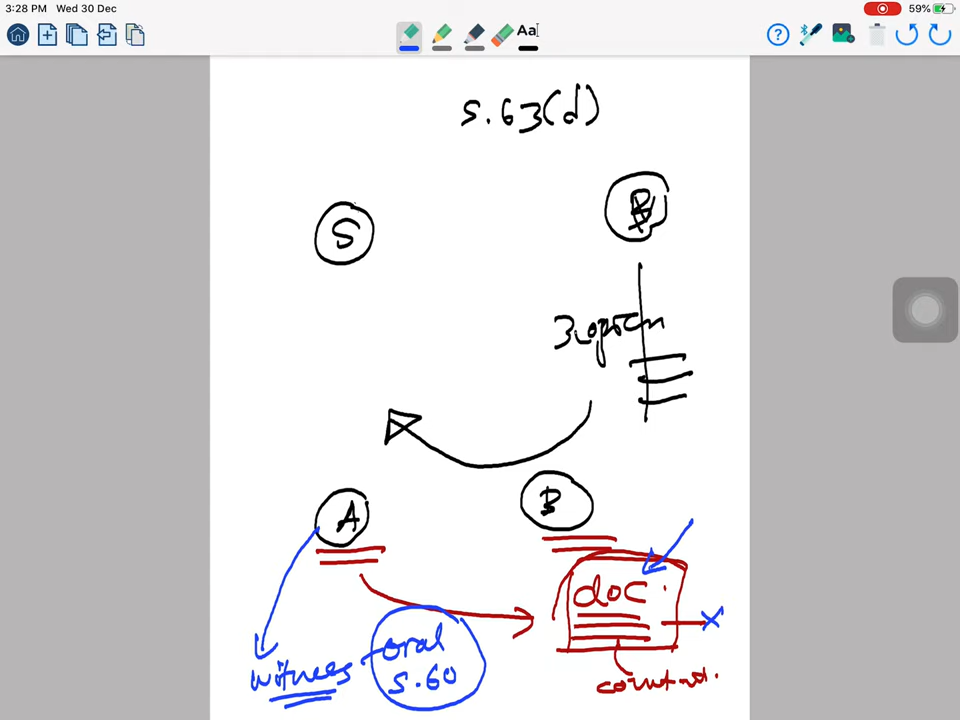 3:28 PM Wed 30 Dec
59%
Aa
?
S.63(d)
S
B
A
B
doc.
x
oral
witness
S.60